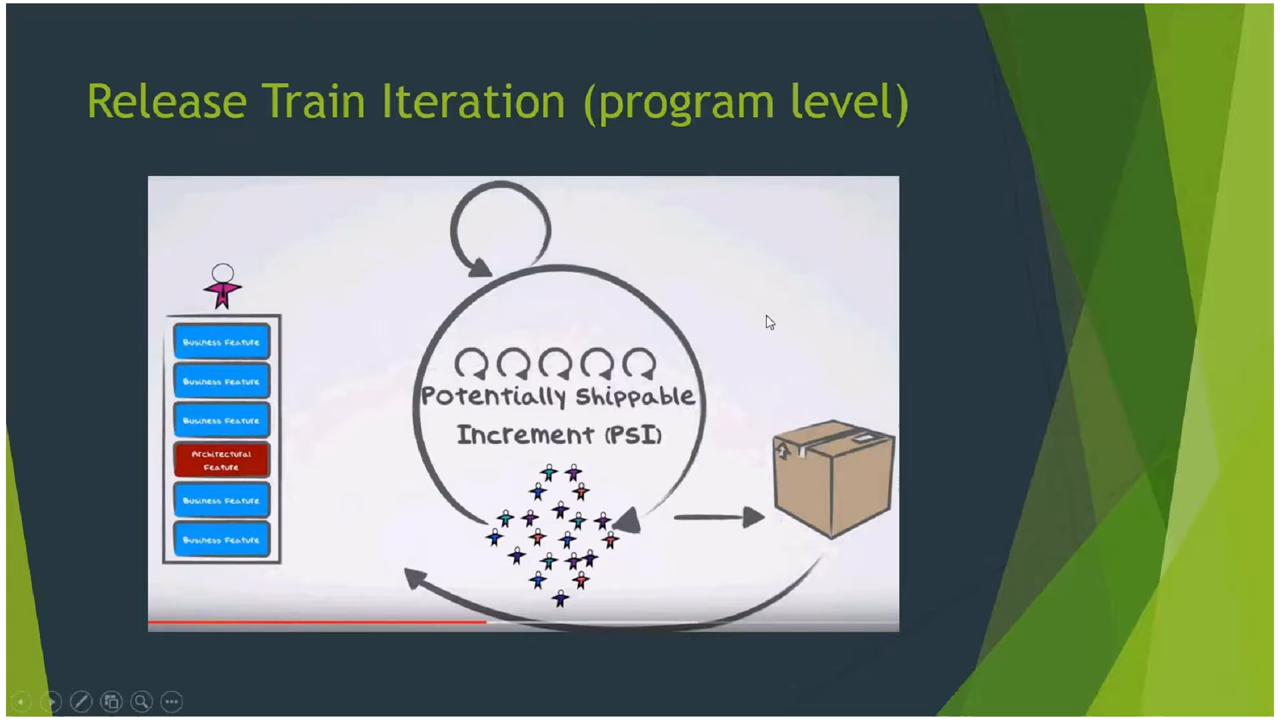 Release Train Iteration (program level)
Business Feature
Business Feature
Business Feature
Architectural
Feature
Business Feature
Business Feature
Potentially Shippable
Increment (PSI)